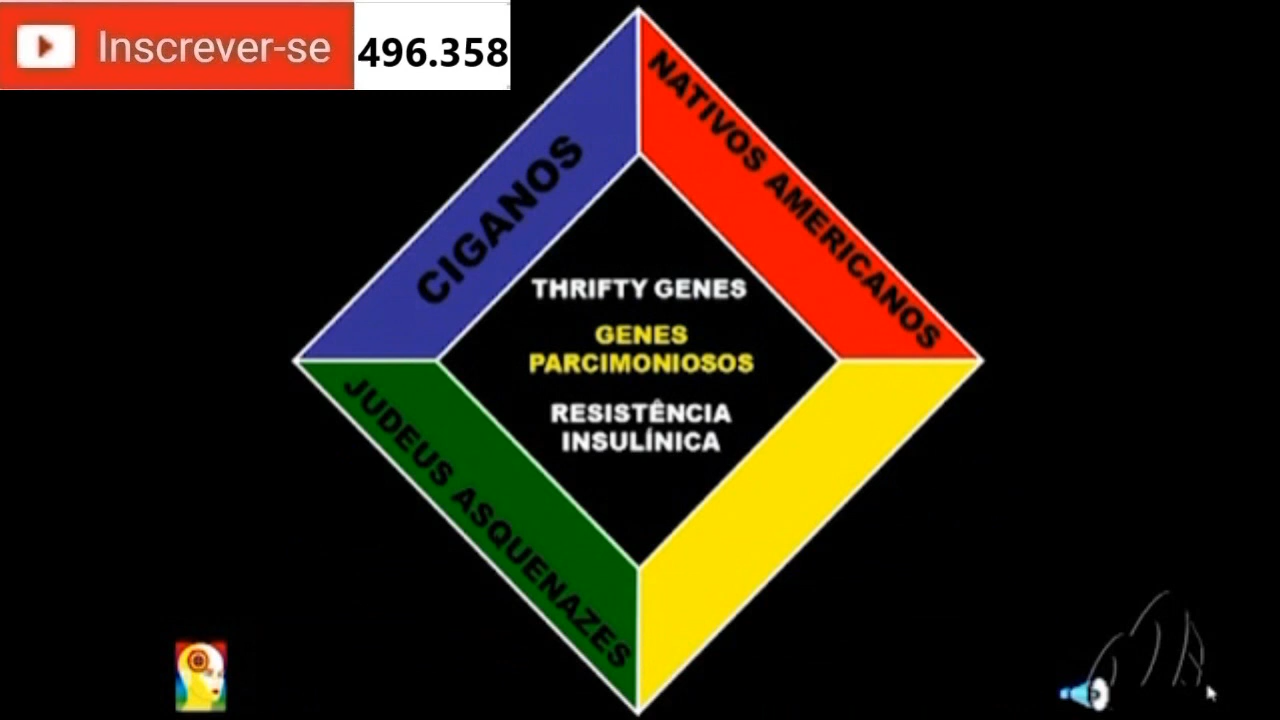 Inscrever-se 496.358
CIGANOS
NATIVOS AMERICANOS
THRIFTY GENES
GENES
PARCIMONIOSOS
RESISTÊNCIA
INSULÍNICA
JUDEUS ASQUENAZES